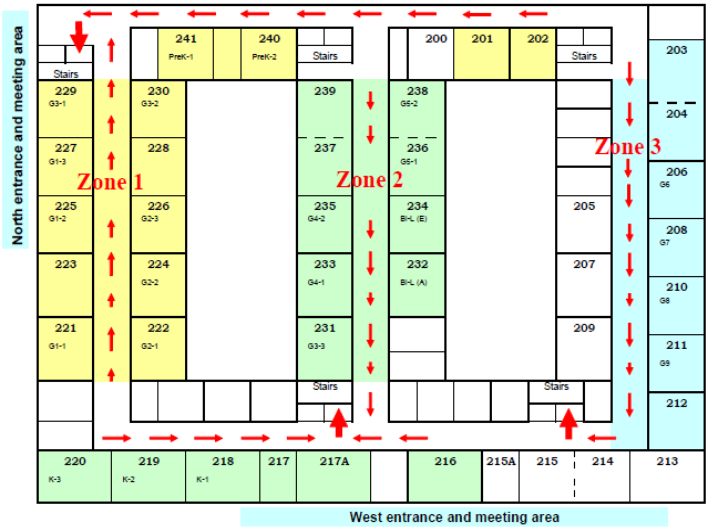 241
PreK-1
240
PreK-2
Stairs
200
201
202
Stairs
203
Stairs
229
G3-1
230
G3-2
239
238
G5-2
204
227
G1-3
228
237
236
G5-1
Zone 1
Zone 2
Zone 3
206
G6
225
G1-2
226
G2-3
235
G4-2
234
Bi-L (E)
205
208
G7
223
224
G2-2
233
G4-1
232
Bi-L (A)
207
210
G8
221
G1-1
222
G2-1
231
G3-3
209
211
G9
Stairs
Stairs
212
220
K-3
219
K-2
218
K-1
217
217A
216
215A
215
214
213
North entrance and meeting area
West entrance and meeting area